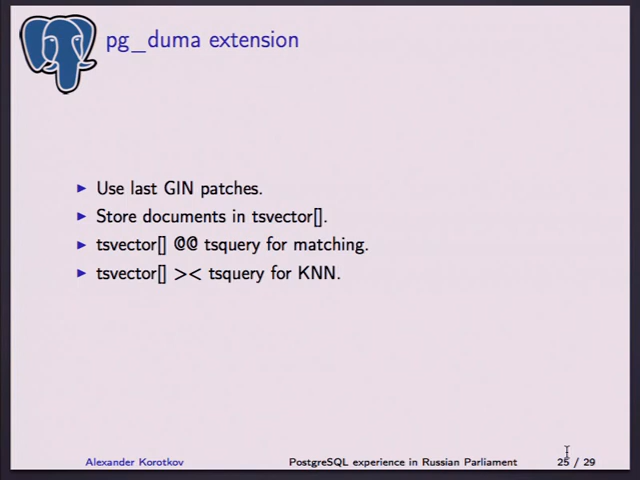 pg_duma extension
Use last GIN patches.
Store documents in tsvector[].
tsvector[] @@ tsquery for matching.
tsvector[] >< tsquery for KNN.
Alexander Korotkov PostgreSQL experience in Russian Parliament 25 / 29